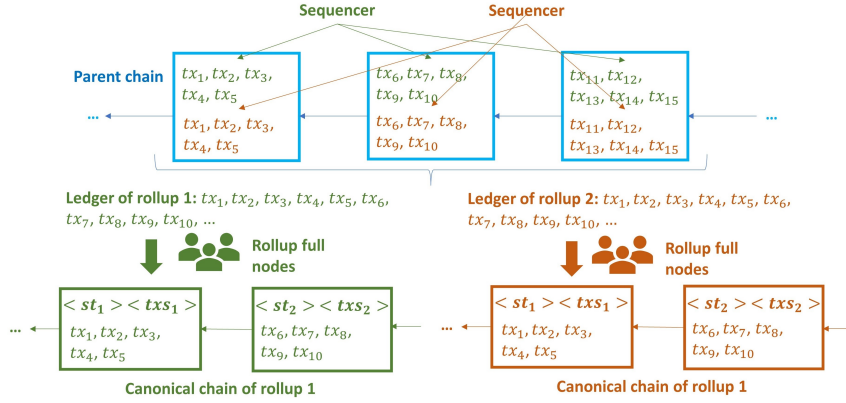 Sequencer
Sequencer
Parent chain
tx₁, tx₂, tx₃,
tx₄, tx₅
tx₁, tx₂, tx₃,
tx₄, tx₅
tx₆, tx₇, tx₈,
tx₉, tx₁₀
tx₆, tx₇, tx₈,
tx₉, tx₁₀
tx₁₁, tx₁₂,
tx₁₃, tx₁₄, tx₁₅
tx₁₁, tx₁₂,
tx₁₃, tx₁₄, tx₁₅
...
...
Ledger of rollup 1: tx₁, tx₂, tx₃, tx₄, tx₅, tx₆,
tx₇, tx₈, tx₉, tx₁₀, ...
Rollup full
nodes
< st₁ >< txs₁ >
tx₁, tx₂, tx₃,
tx₄, tx₅
< st₂ >< txs₂ >
tx₆, tx₇, tx₈,
tx₉, tx₁₀
...
Canonical chain of rollup 1
Ledger of rollup 2: tx₁, tx₂, tx₃, tx₄, tx₅, tx₆,
tx₇, tx₈, tx₉, tx₁₀, ...
Rollup full
nodes
< st₁ >< txs₁ >
tx₁, tx₂, tx₃,
tx₄, tx₅
< st₂ >< txs₂ >
tx₆, tx₇, tx₈,
tx₉, tx₁₀
...
Canonical chain of rollup 1